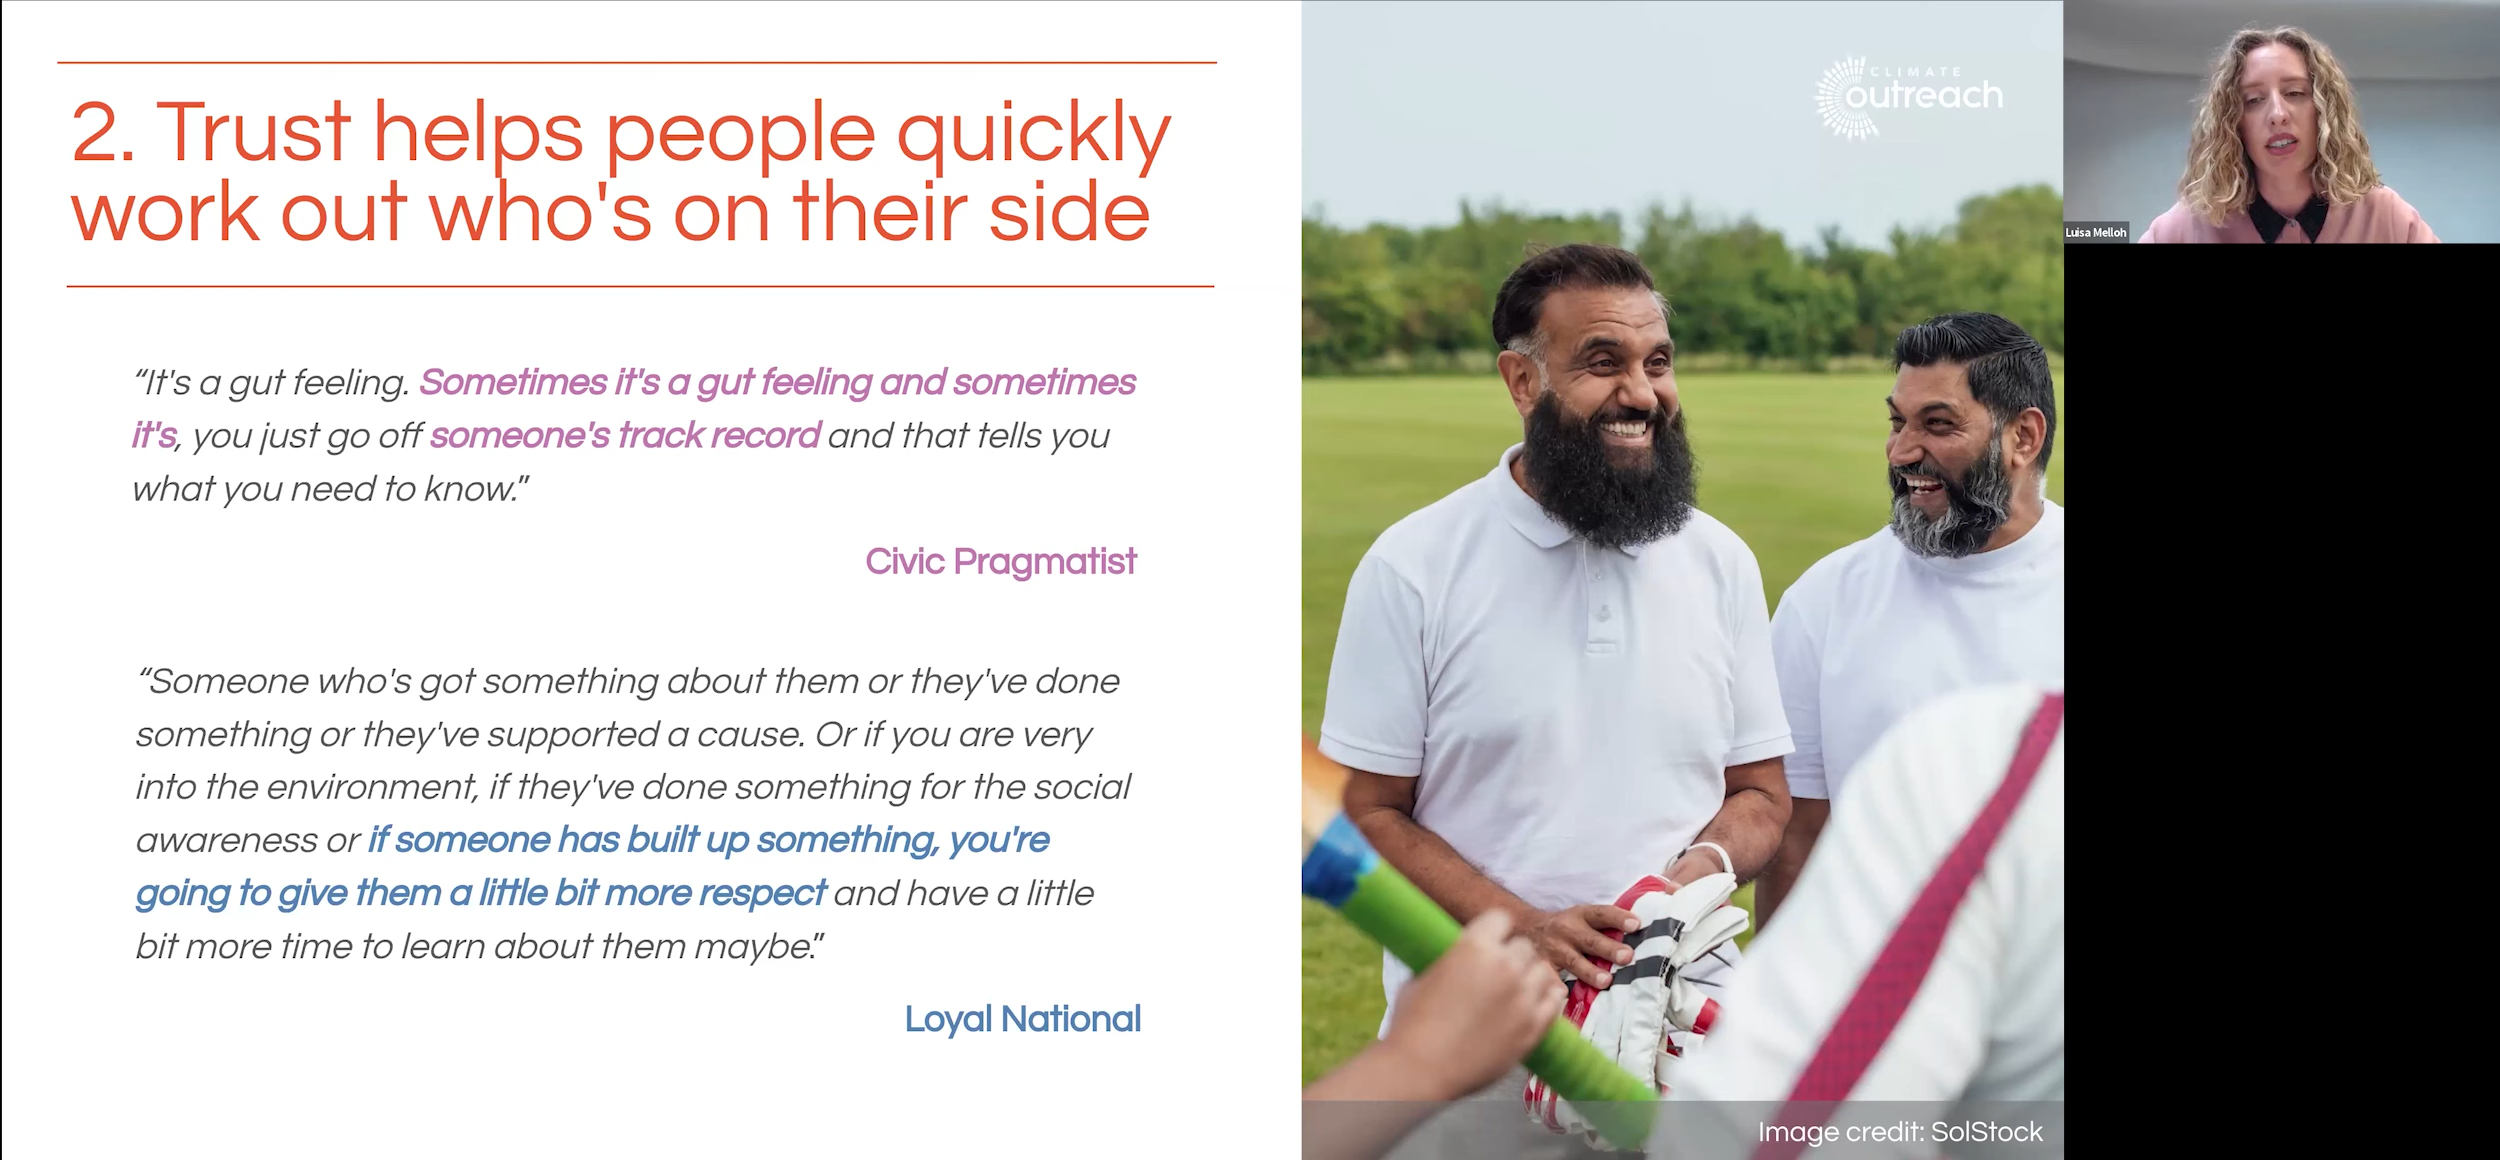 2. Trust helps people quickly
work out who's on their side
“It's a gut feeling. Sometimes it's a gut feeling and sometimes
it's, you just go off someone's track record and that tells you
what you need to know.”
Civic Pragmatist
“Someone who's got something about them or they've done
something or they've supported a cause. Or if you are very
into the environment, if they've done something for the social
awareness or if someone has built up something, you're
going to give them a little bit more respect and have a little
bit more time to learn about them maybe.”
Loyal National
CLIMATE
outreach
Image credit: SolStock
Luisa Melloh